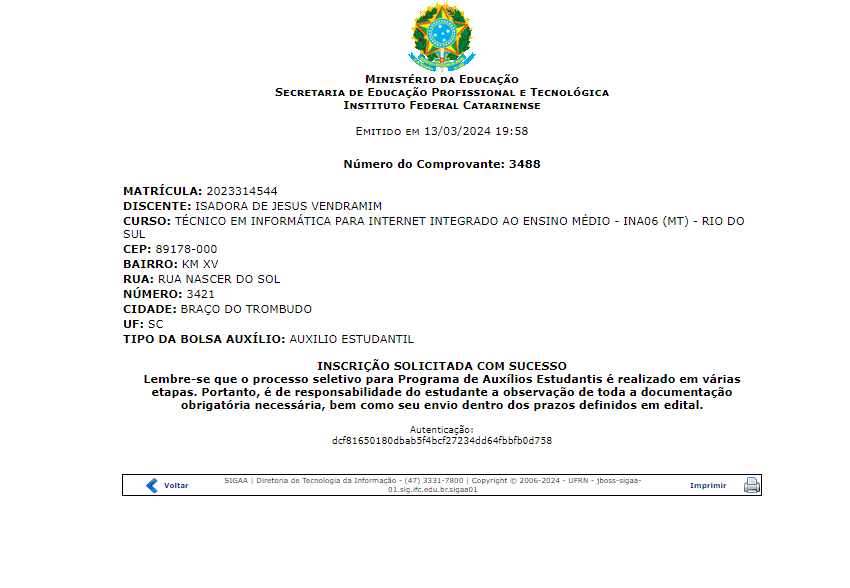 Ministério da Educação
Secretaria de Educação Profissional e Tecnológica
Instituto Federal Catarinense
Emitido em 13/03/2024 19:58
Número do Comprovante: 3488
MATRÍCULA: 2023314544
DISCENTE: ISADORA DE JESUS VENDRAMIM
CURSO: TÉCNICO EM INFORMÁTICA PARA INTERNET INTEGRADO AO ENSINO MÉDIO - INA06 (MT) - RIO DO
SUL
CEP: 89178-000
BAIRRO: KM XV
RUA: RUA NASCER DO SOL
NÚMERO: 3421
CIDADE: BRAÇO DO TROMBUDO
UF: SC
TIPO DA BOLSA AUXÍLIO: AUXILIO ESTUDANTIL
INSCRIÇÃO SOLICITADA COM SUCESSO
Lembre-se que o processo seletivo para Programa de Auxílios Estudantis é realizado em várias
etapas. Portanto, é de responsabilidade do estudante a observação de toda a documentação
obrigatória necessária, bem como seu envio dentro dos prazos definidos em edital.
Autenticação:
dcf81650180dbab5f4bcf27234dd64fbbfb0d758
Voltar
SIGAA | Diretoria de Tecnologia da Informação - (47) 3331-7800 | Copyright © 2006-2024 - UFRN - jboss-sigaa-
01.sig.ifc.edu.br.sigaa01
Imprimir